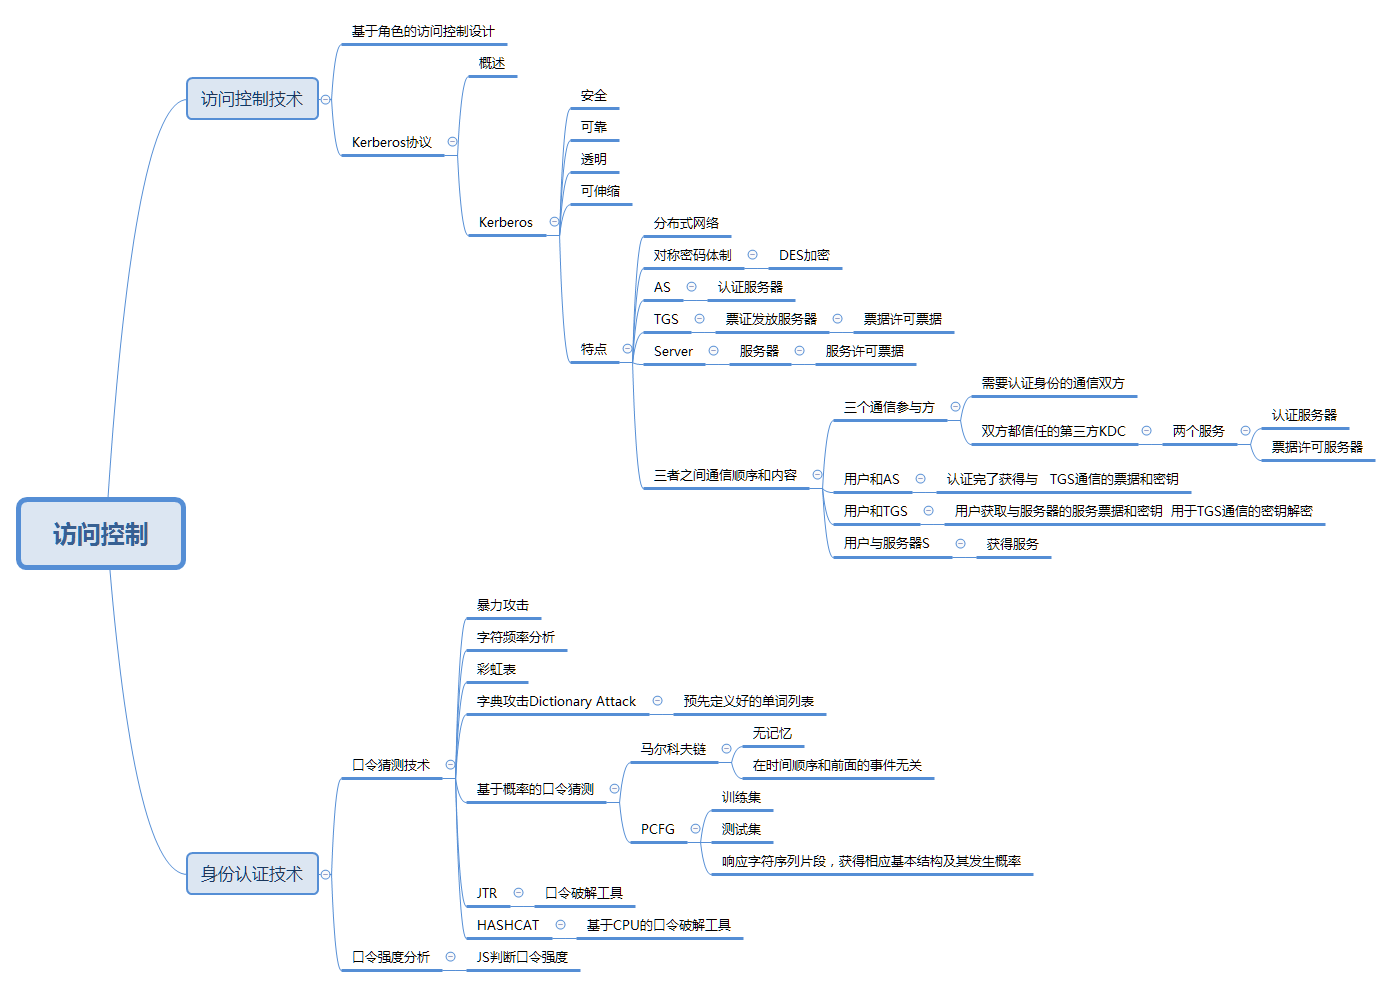 访问控制
访问控制技术
基于角色的访问控制设计
Kerberos协议
概述
Kerberos
安全
可靠
透明
可伸缩
特点
分布式网络
对称密码体制
DES加密
AS
认证服务器
TGS
票证发放服务器
票据许可票据
Server
服务器
服务许可票据
三者之间通信顺序和内容
三个通信参与方
需要认证身份的通信双方
双方都信任的第三方KDC
两个服务
认证服务器
票据许可服务器
用户和AS
认证完了获得与 TGS通信的票据和密钥
用户和TGS
用户获取与服务器的服务票据和密钥 用于TGS通信的密钥解密
用户与服务器S
获得服务
身份认证技术
口令猜测技术
暴力攻击
字符频率分析
彩虹表
字典攻击Dictionary Attack
预先定义好的单词列表
基于概率的口令猜测
马尔科夫链
无记忆
在时间顺序和前面的事件无关
PCFG
训练集
测试集
响应字符序列片段，获得相应基本结构及其发生概率
JTR
口令破解工具
HASHCAT
基于CPU的口令破解工具
口令强度分析
JS判断口令强度